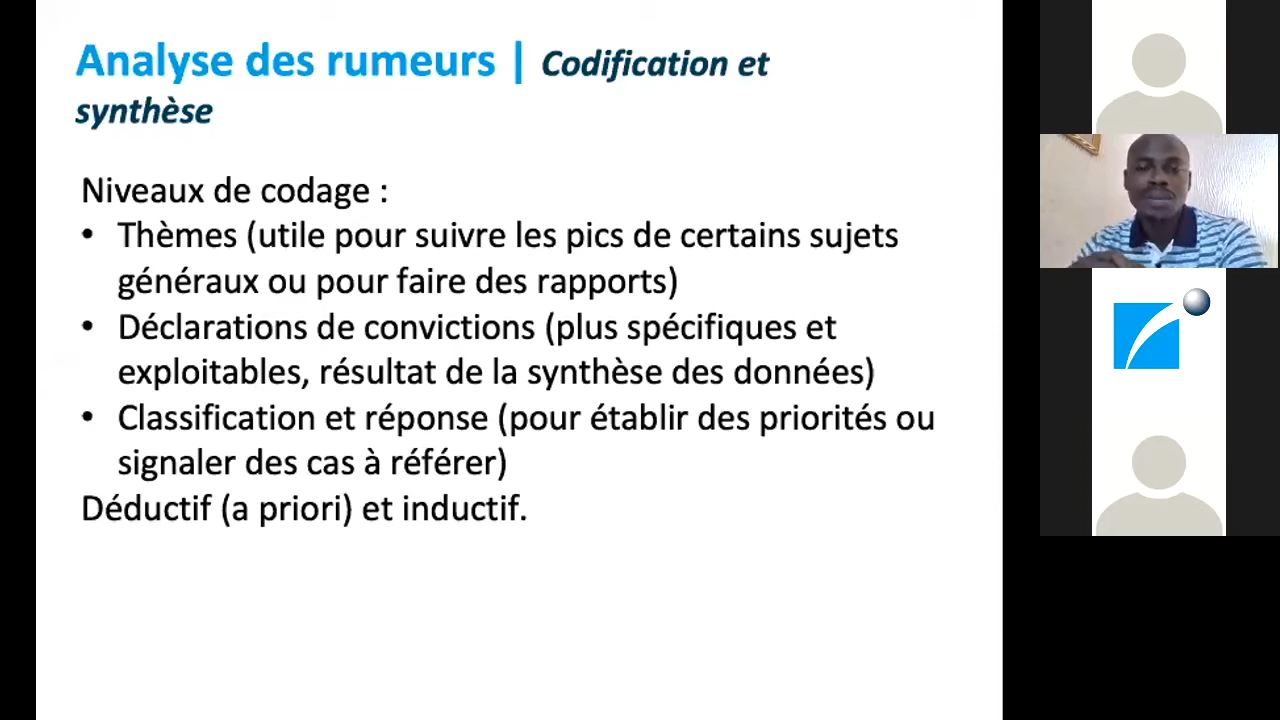 Analyse des rumeurs | Codification et
synthèse
Niveaux de codage :
• Thèmes (utile pour suivre les pics de certains sujets
généraux ou pour faire des rapports)
• Déclarations de convictions (plus spécifiques et
exploitables, résultat de la synthèse des données)
• Classification et réponse (pour établir des priorités ou
signaler des cas à référer)
Déductif (a priori) et inductif.